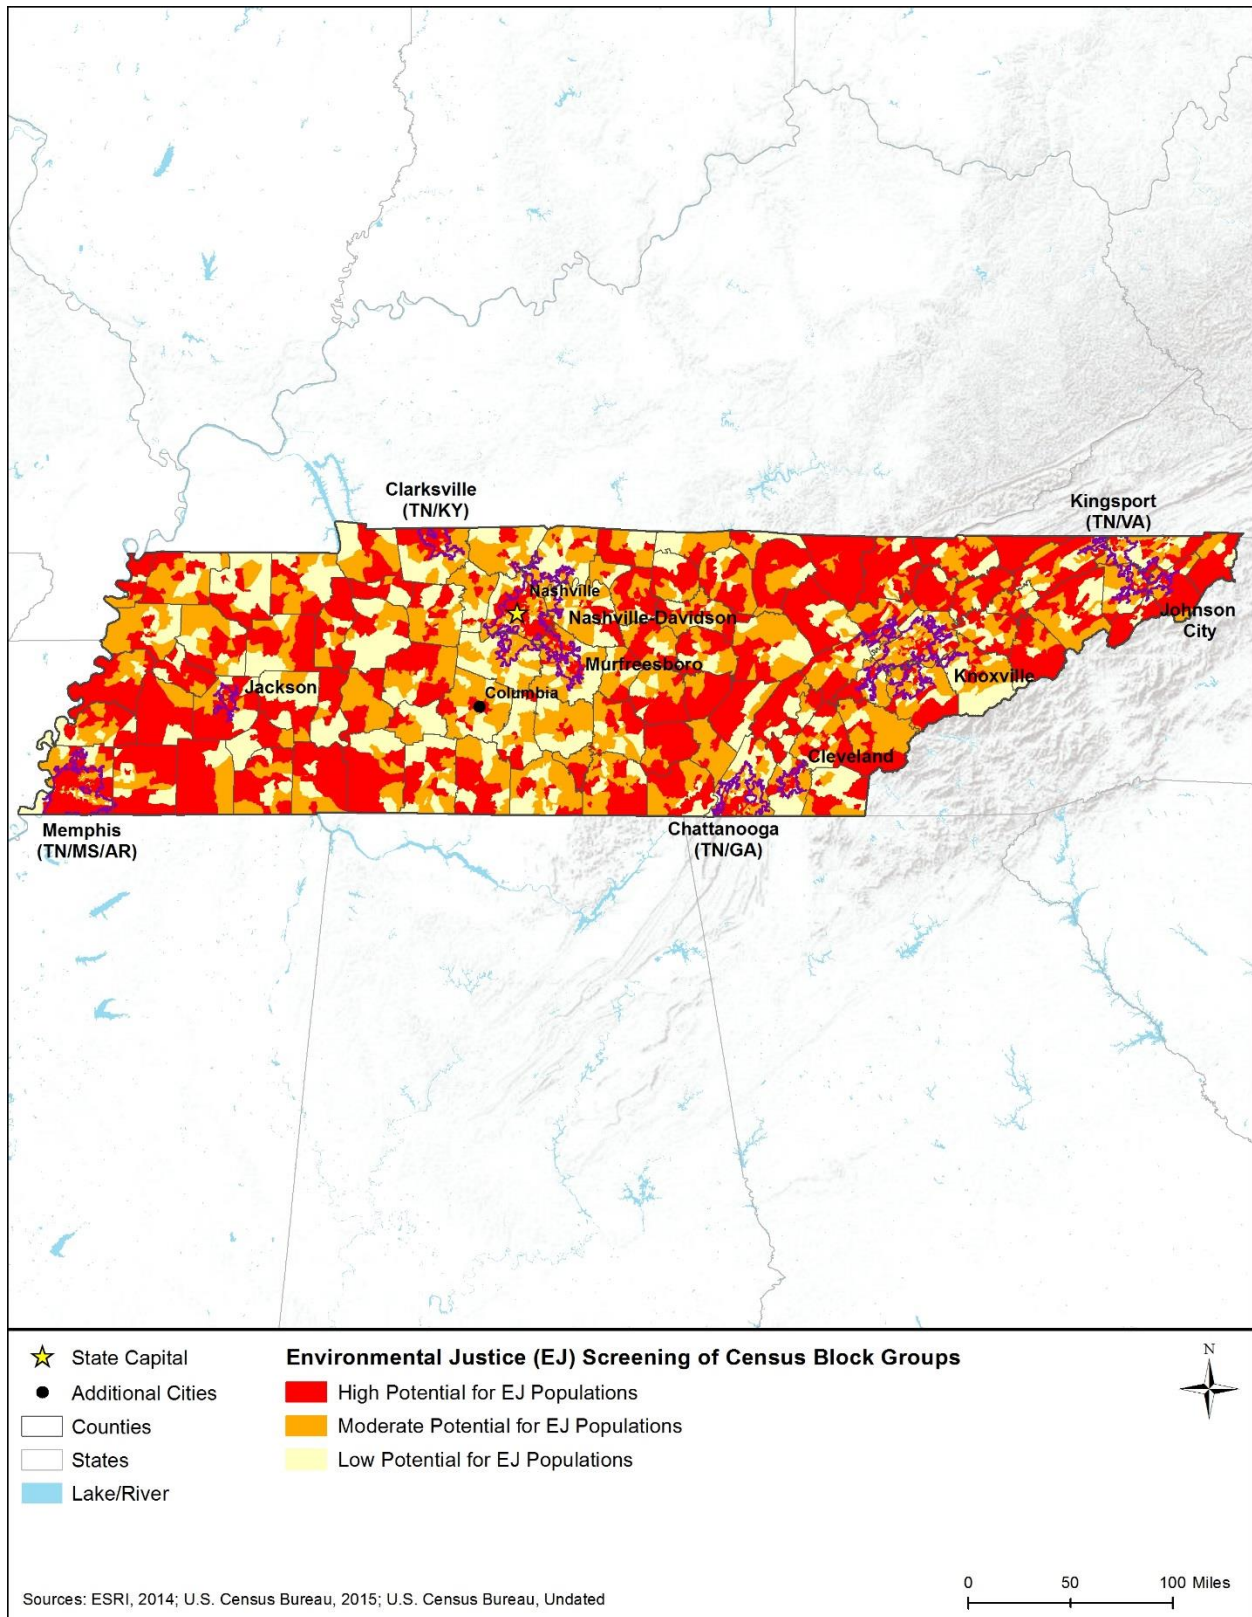 Clarksville
(TN/KY)
Kingsport
(TN/VA)
Nashville
Nashville-Davidson
Johnson
City
Murfreesboro
Knoxville
Jackson
Columbia
Cleveland
Memphis
(TN/MS/AR)
Chattanooga
(TN/GA)
State Capital
Additional Cities
Counties
States
Lake/River
Environmental Justice (EJ) Screening of Census Block Groups
High Potential for EJ Populations
Moderate Potential for EJ Populations
Low Potential for EJ Populations
N
Sources: ESRI, 2014; U.S. Census Bureau, 2015; U.S. Census Bureau, Undated
0 50 100 Miles